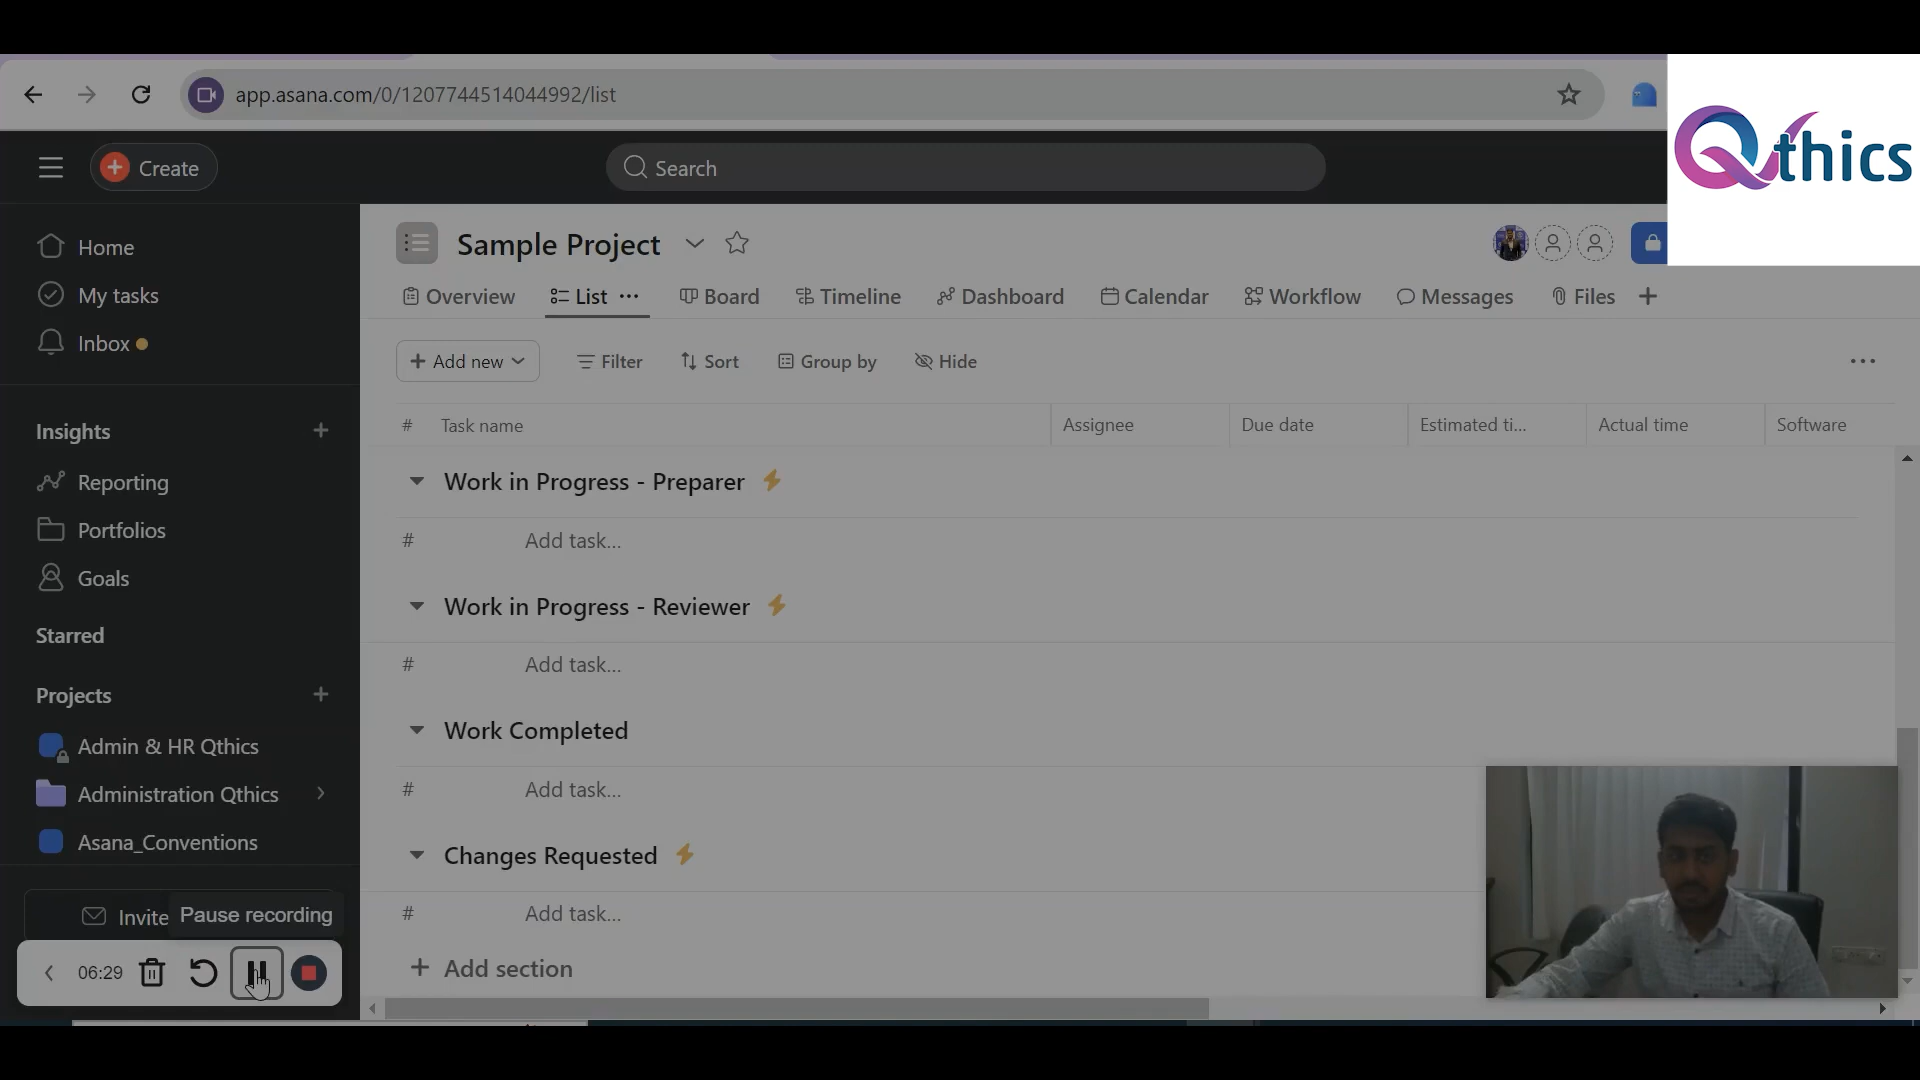 app.asana.com/0/1207744514044992/list
Qthics
Create
Search
Home
My tasks
Inbox
Insights
Reporting
Portfolios
Goals
Starred
Projects
Admin & HR Qthics
Administration Qthics
Asana_Conventions
Invite
Pause recording
06:29
Sample Project
Overview List Board Timeline Dashboard Calendar Workflow Messages Files
Add new Filter Sort Group by Hide
# Task name Assignee Due date Estimated ti... Actual time Software
Work in Progress - Preparer
# Add task...
Work in Progress - Reviewer
# Add task...
Work Completed
# Add task...
Changes Requested
# Add task...
Add section